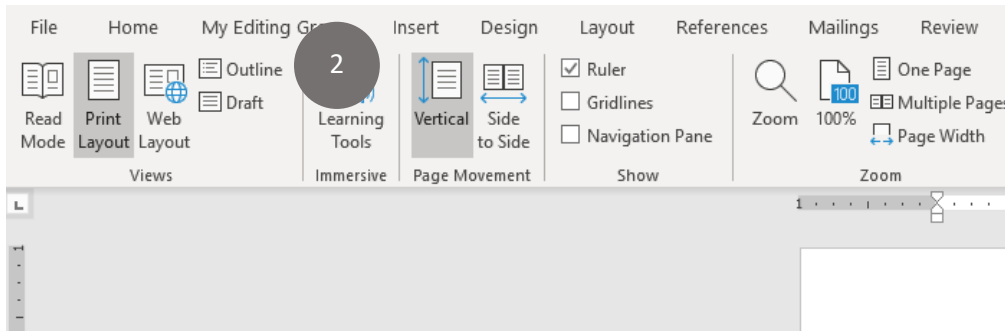 File Home My Editing Gr Insert Design Layout References Mailings Review
Outline 2 Ruler One Page
100
Draft Gridlines Multiple Pages
Read Print Web Learning Vertical Side Navigation Pane Zoom 100% Page Width
Mode Layout Layout Tools to Side
Views Immersive Page Movement Show Zoom
L 1
1